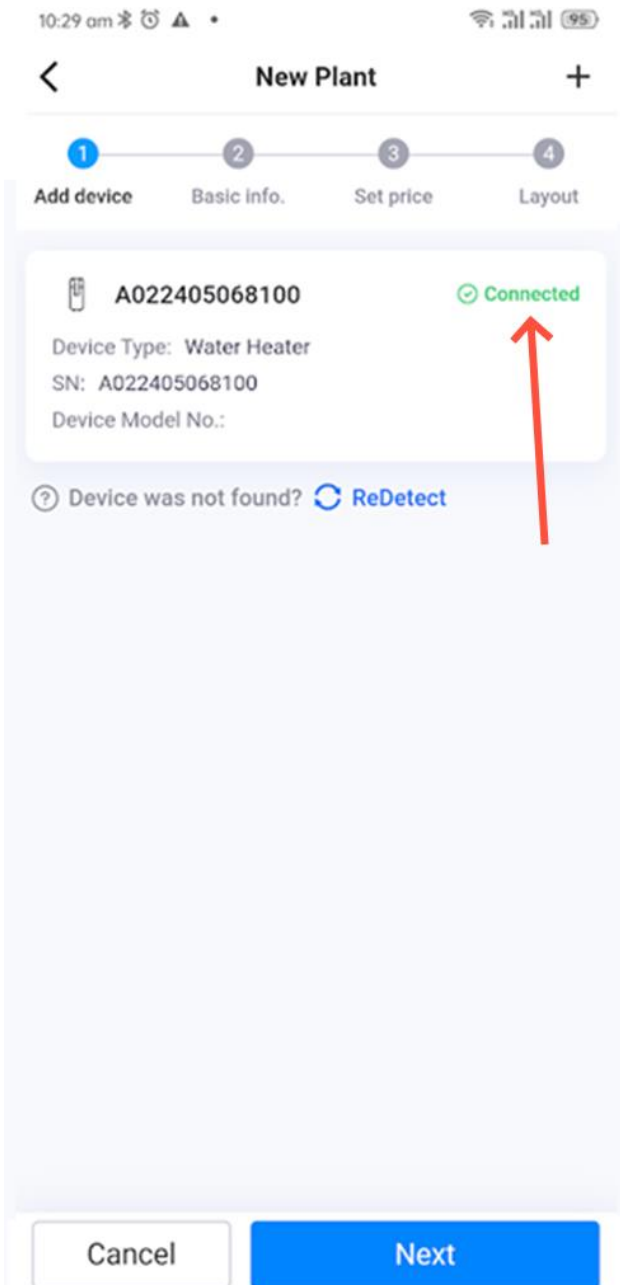 10:29 am 95
New Plant
1 2 3 4
Add device Basic info. Set price Layout
A022405068100 Connected
Device Type: Water Heater
SN: A022405068100
Device Model No.:
Device was not found? ReDetect
Cancel Next